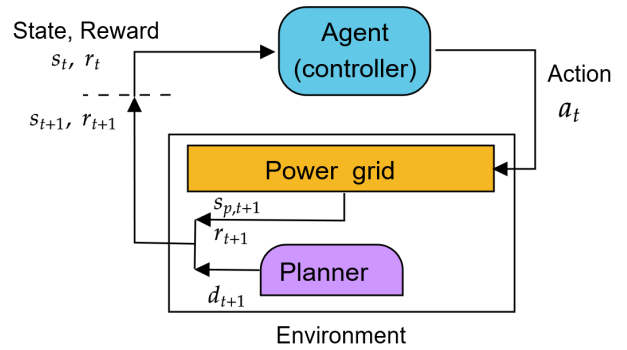 State, Reward
s_t, r_t
s_{t+1}, r_{t+1}
Agent
(controller)
Action
a_t
Power grid
s_{p,t+1}
r_{t+1}
Planner
d_{t+1}
Environment